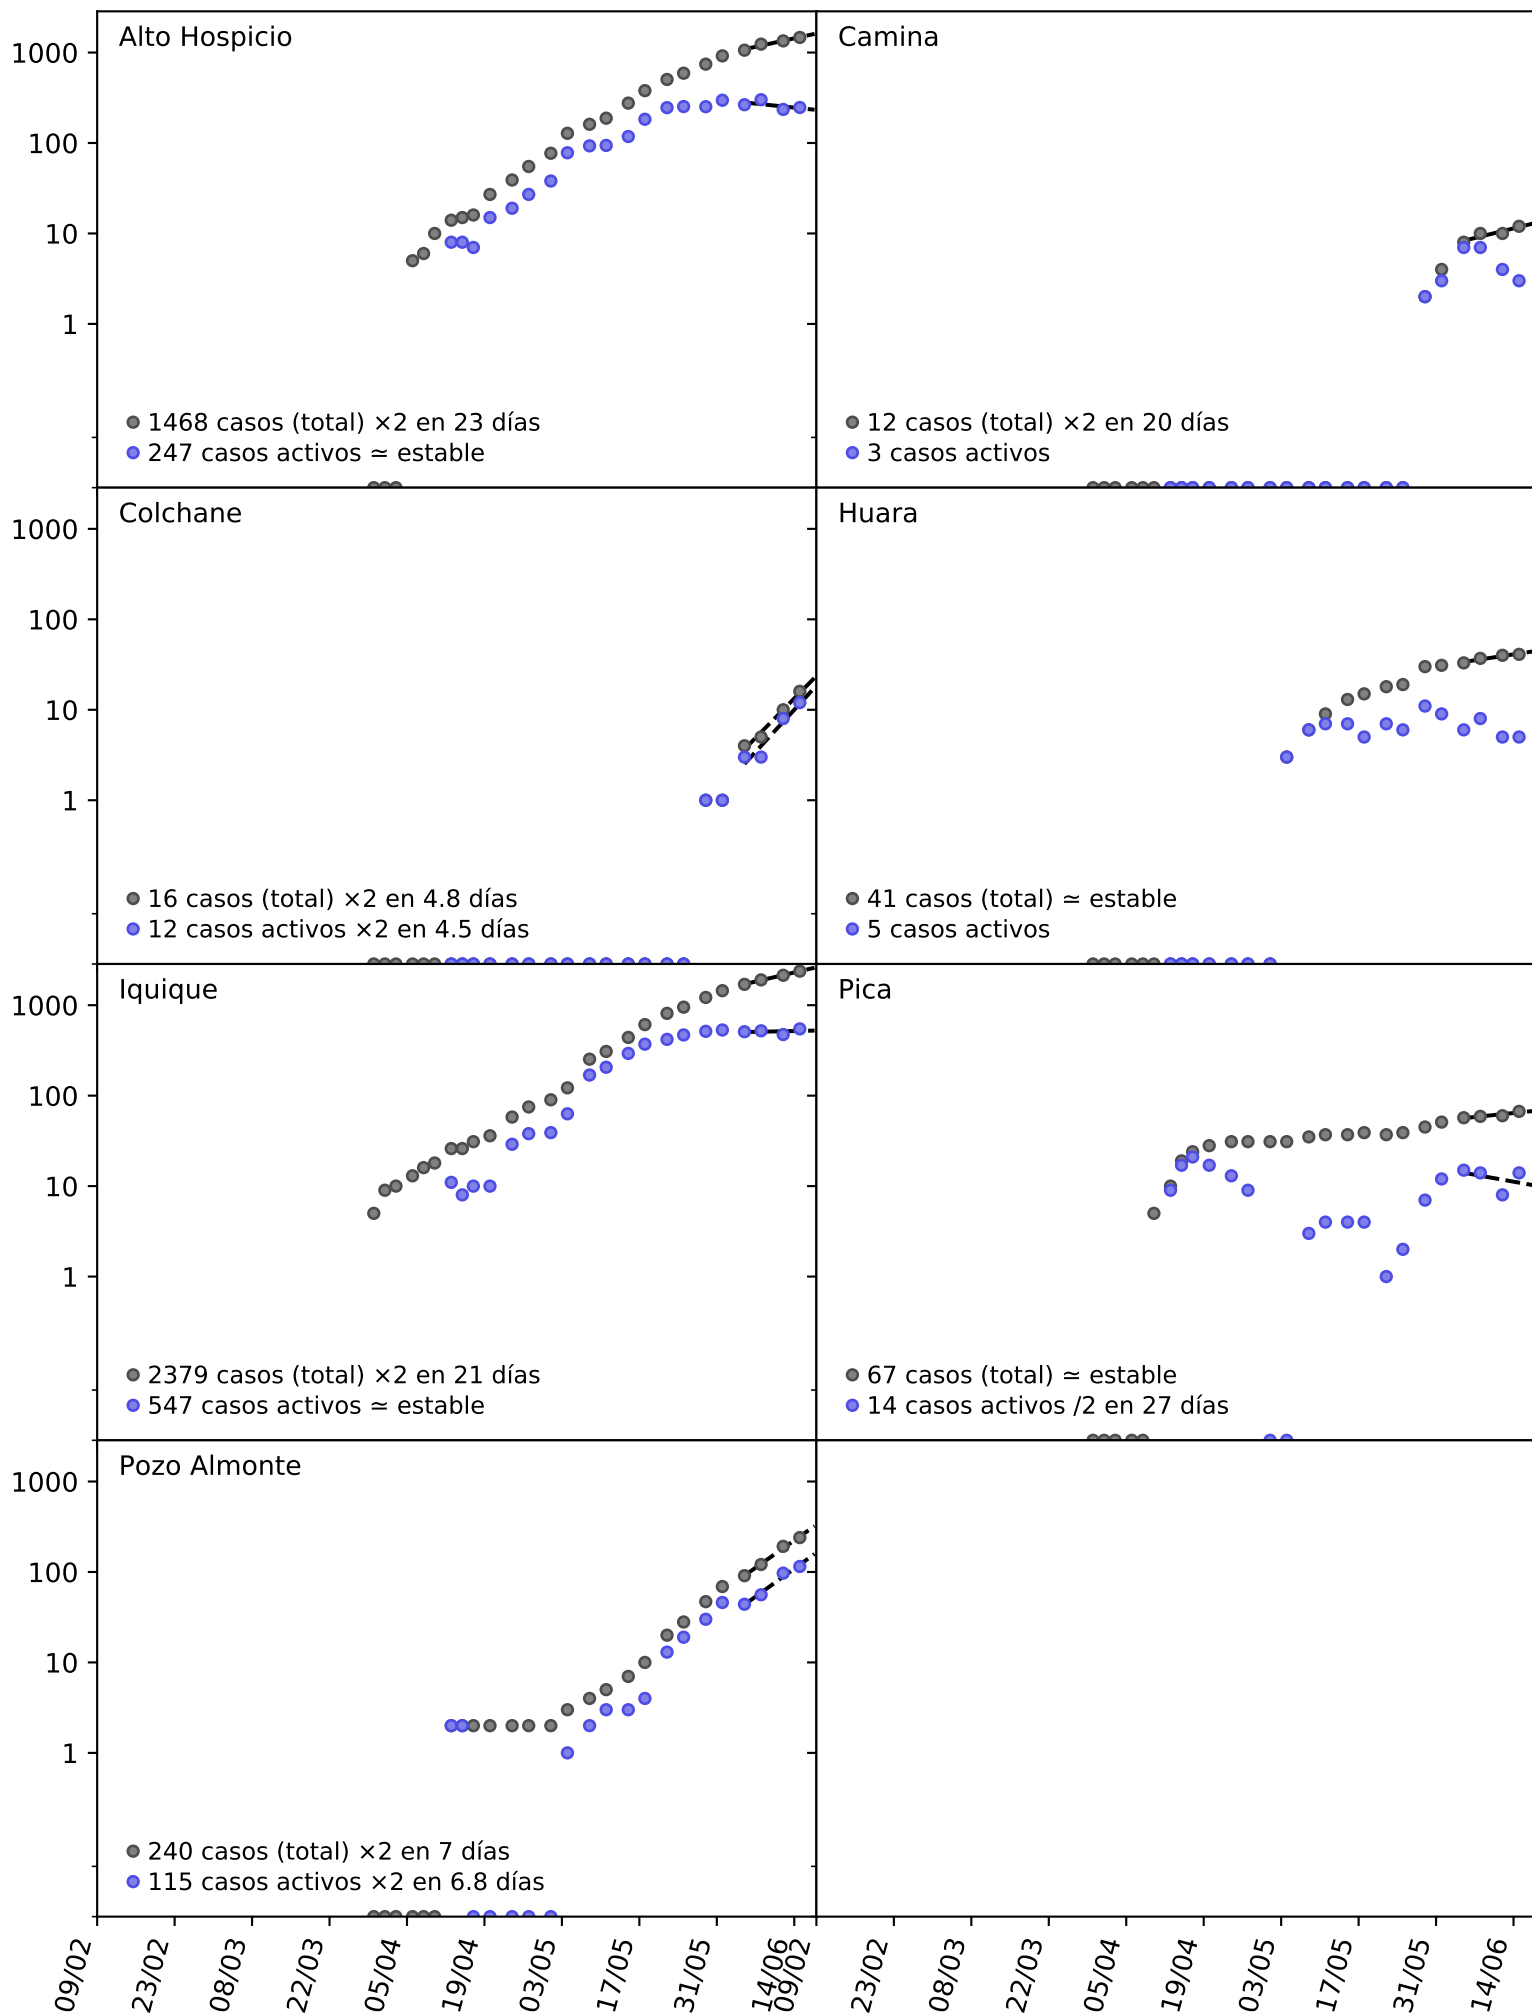 Alto Hospicio
1000
100
10
1
1468 casos (total) ×2 en 23 días
247 casos activos ≃ estable
Camina
12 casos (total) ×2 en 20 días
3 casos activos
Colchane
1000
100
10
1
16 casos (total) ×2 en 4.8 días
12 casos activos ×2 en 4.5 días
Huara
41 casos (total) ≃ estable
5 casos activos
Iquique
1000
100
10
1
2379 casos (total) ×2 en 21 días
547 casos activos ≃ estable
Pica
67 casos (total) ≃ estable
14 casos activos /2 en 27 días
Pozo Almonte
1000
100
10
1
240 casos (total) ×2 en 7 días
115 casos activos ×2 en 6.8 días
09/02
23/02
08/03
22/03
05/04
19/04
03/05
17/05
31/05
14/06
09/02
23/02
08/03
22/03
05/04
19/04
03/05
17/05
31/05
14/06